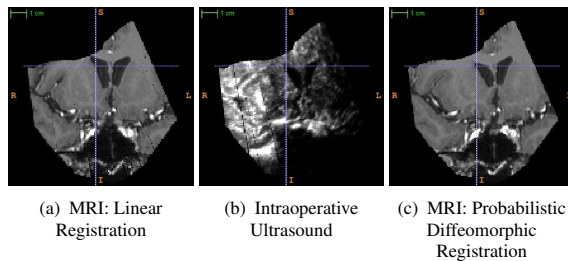 1 cm
S
R
L
I
1 cm
S
R
L
I
1 cm
S
R
I
(a) MRI: Linear
Registration
(b) Intraoperative
Ultrasound
(c) MRI: Probabilistic
Diffeomorphic
Registration